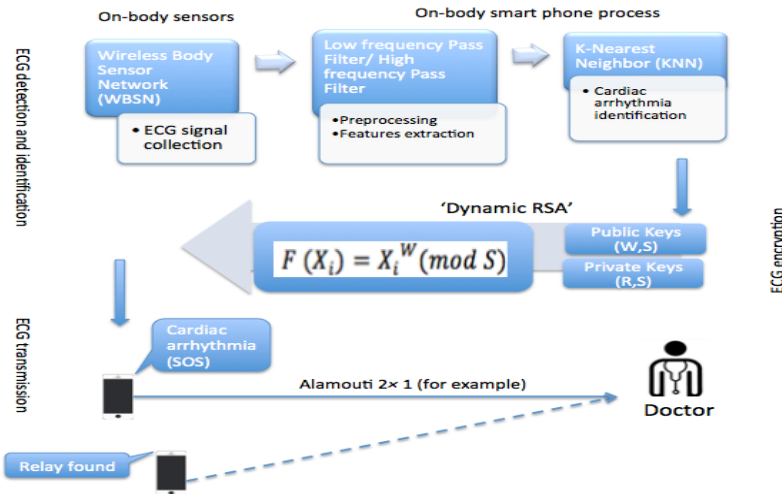 On-body sensors
On-body smart phone process
ECG detection and identification
Wireless Body
Sensor
Network
(WBSN)
• ECG signal
collection
Low frequency Pass
Filter/ High
frequency Pass
Filter
•Preprocessing
•Features extraction
K-Nearest
Neighbor (KNN)
• Cardiac
arrhythmia
identification
‘Dynamic RSA’
F (Xᵢ) = Xᵢᵂ(mod S)
Public Keys
(W,S)
Private Keys
(R,S)
ECG encryption
ECG transmission
Cardiac
arrhythmia
(SOS)
Alamouti 2× 1 (for example)
Doctor
Relay found